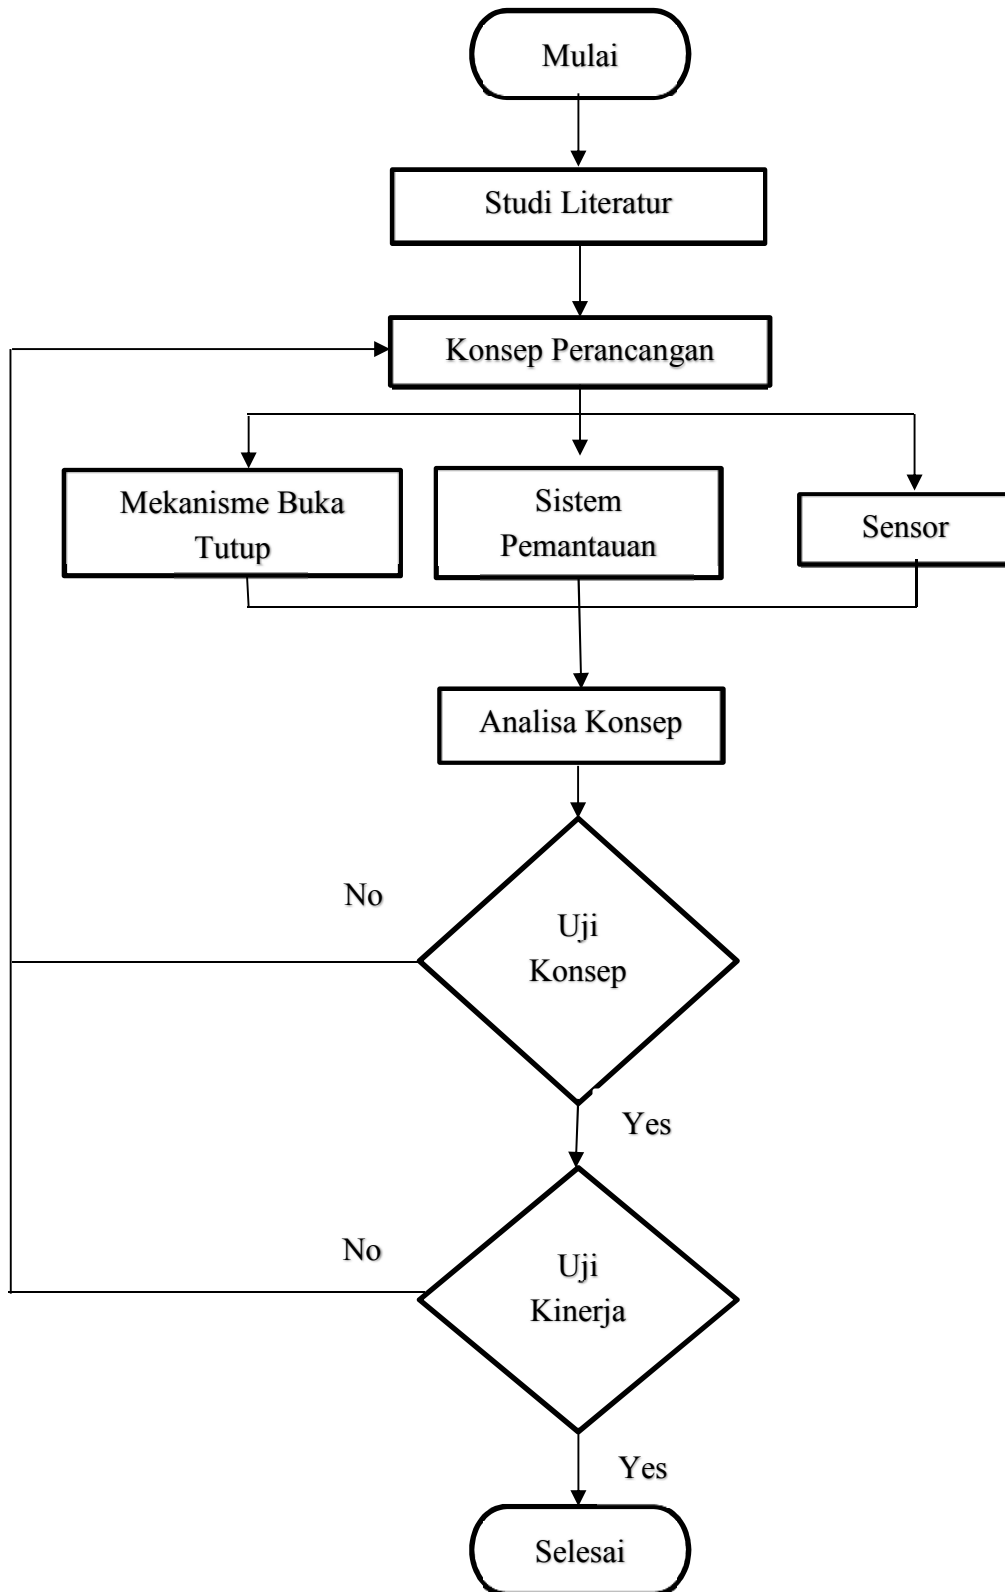 Mulai
Studi Literatur
Konsep Perancangan
Mekanisme Buka
Tutup
Sistem
Pemantauan
Sensor
Analisa Konsep
No
Uji
Konsep
Yes
No
Uji
Kinerja
Yes
Selesai